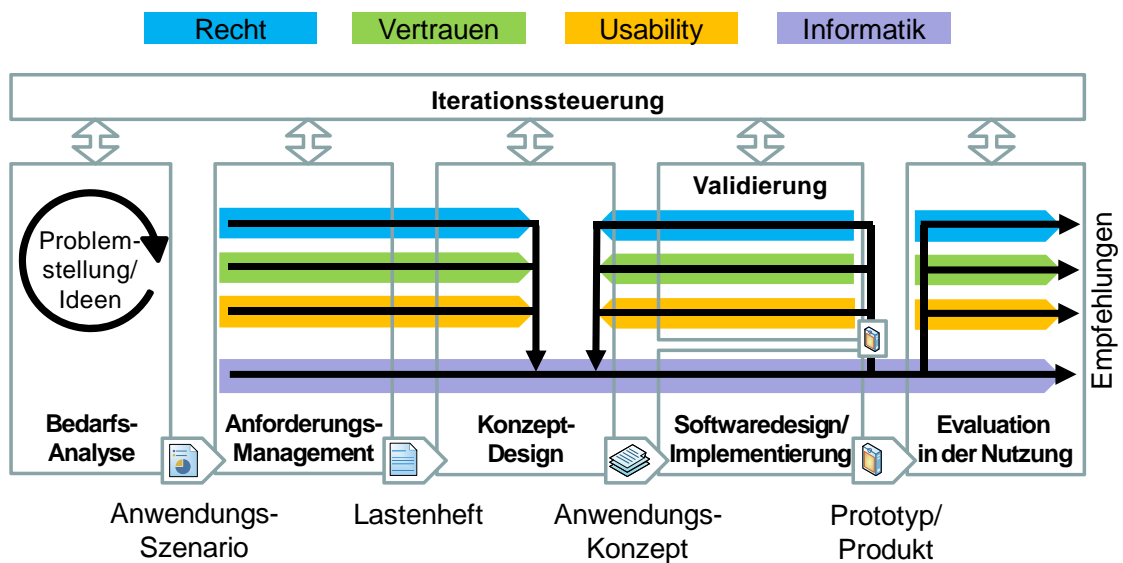 Recht
Vertrauen
Usability
Informatik
Iterationssteuerung
Validierung
Problem-
stellung/
Ideen
Empfehlungen
Bedarfs-
Analyse
Anforderungs-
Management
Konzept-
Design
Softwaredesign/
Implementierung
Evaluation
in der Nutzung
Anwendungs-
Szenario
Lastenheft
Anwendungs-
Konzept
Prototyp/
Produkt